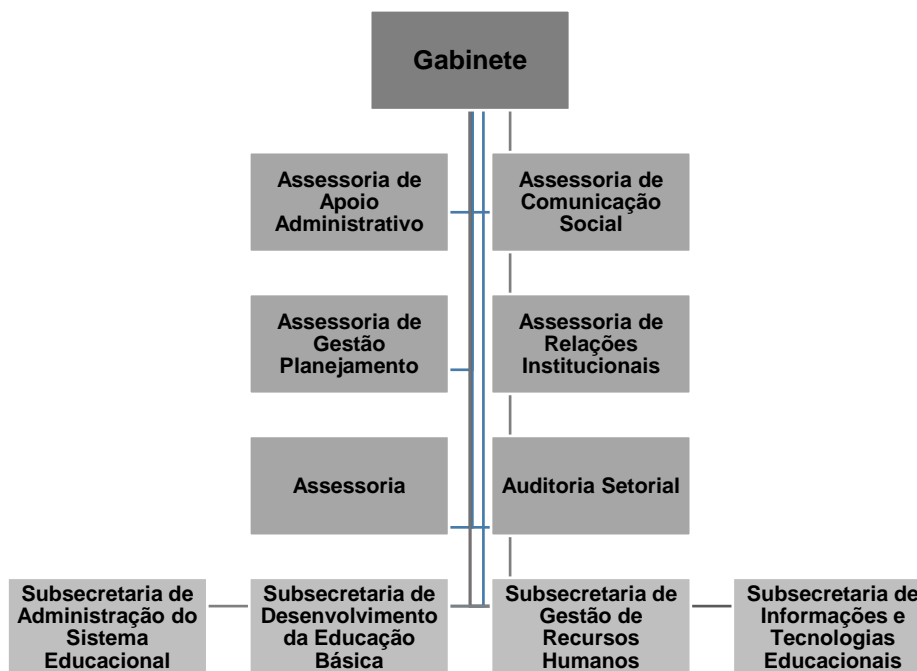 Gabinete
Assessoria de
Apoio
Administrativo
Assessoria de
Comunicação
Social
Assessoria de
Gestão
Planejamento
Assessoria de
Relações
Institucionais
Assessoria
Auditoria Setorial
Subsecretaria de
Administração do
Sistema
Educacional
Subsecretaria de
Desenvolvimento
da Educação
Básica
Subsecretaria de
Gestão de
Recursos
Humanos
Subsecretaria de
Informações e
Tecnologias
Educacionais